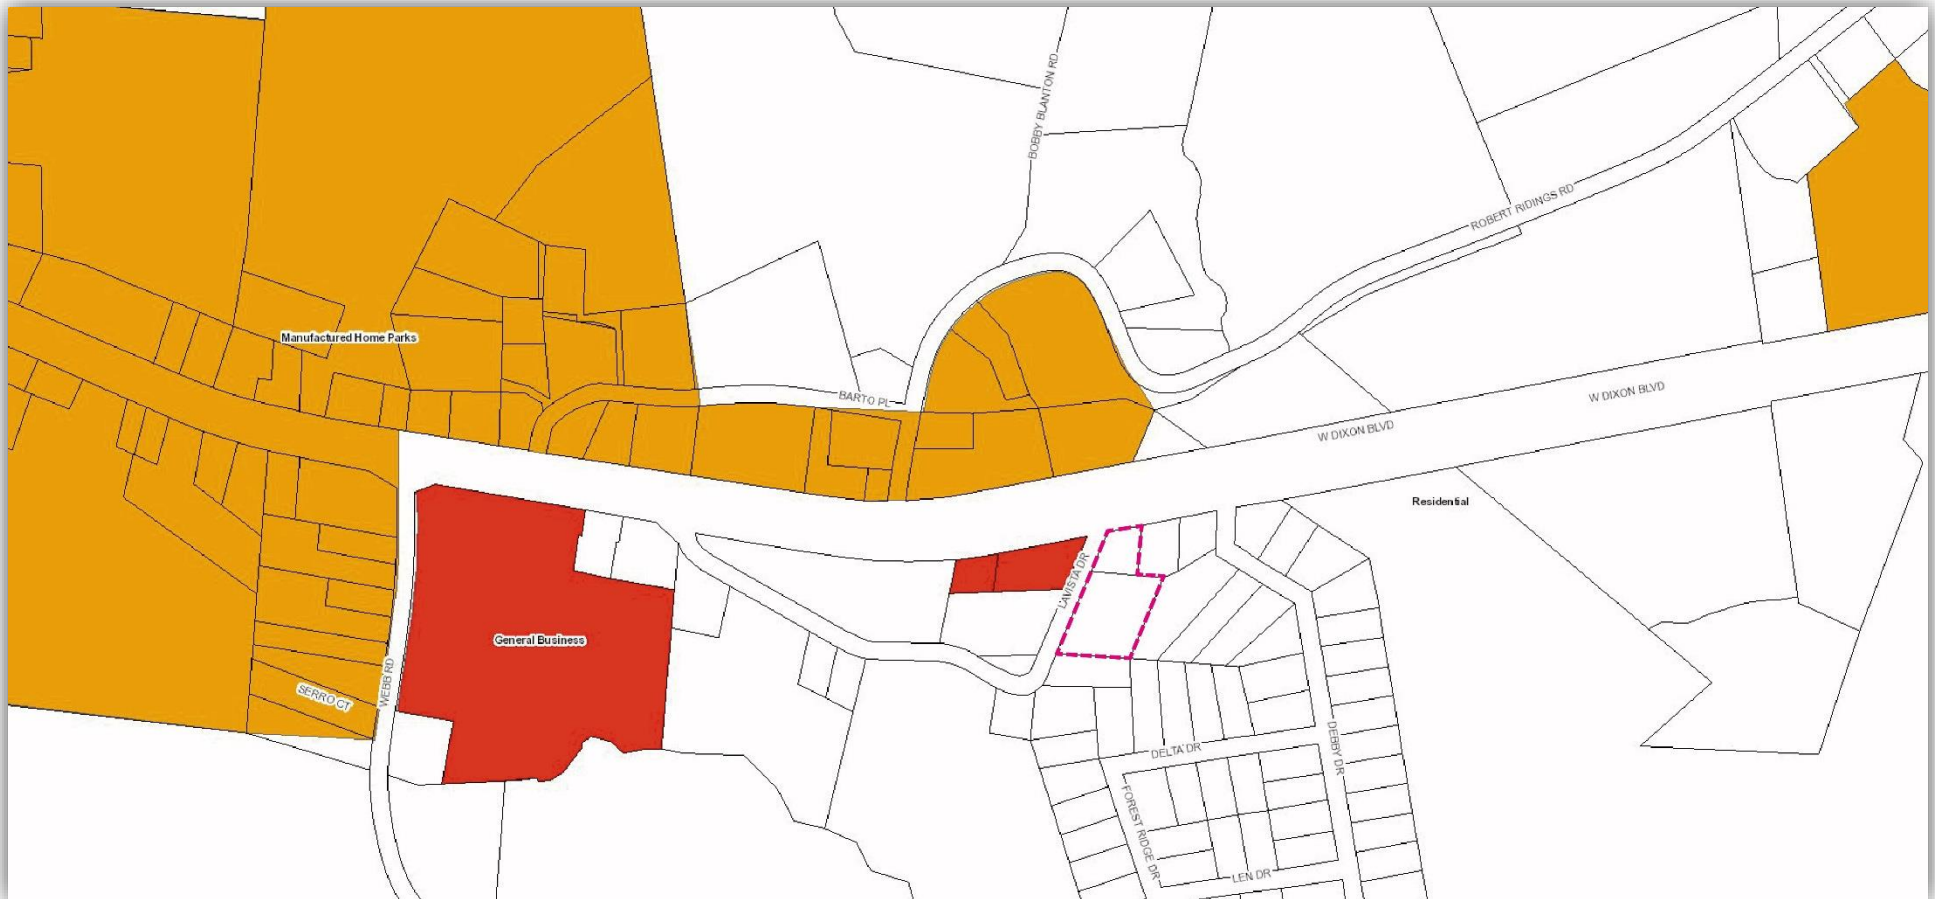 BOBBY BLANTON RD
ROBERT RIDINGS RD
Manufactured Home Parks
BARTO PL
W DIXON BLVD
W DIXON BLVD
Residential
LAVISTA DR
General Business
WEBB RD
SERRO CT
DELTA DR
DEBBY DR
FOREST RIDGE DR
LEN DR